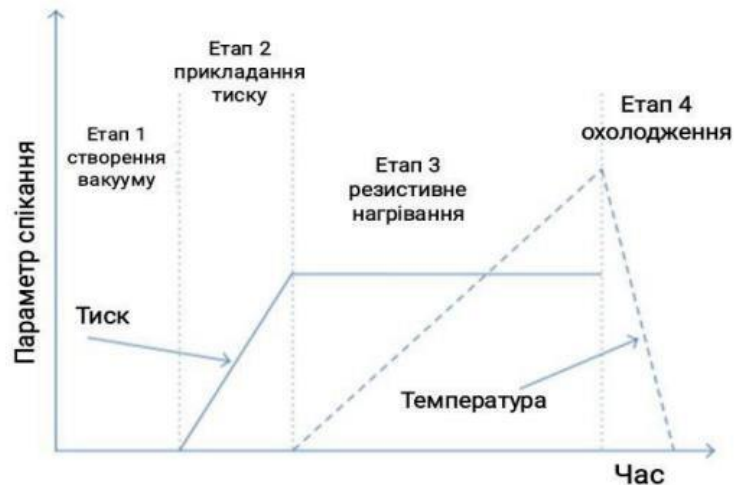 Параметр спікання
Етап 1
створення
вакууму
Етап 2
прикладання
тиску
Етап 3
резистивне
нагрівання
Етап 4
охолодження
Тиск
Температура
Час